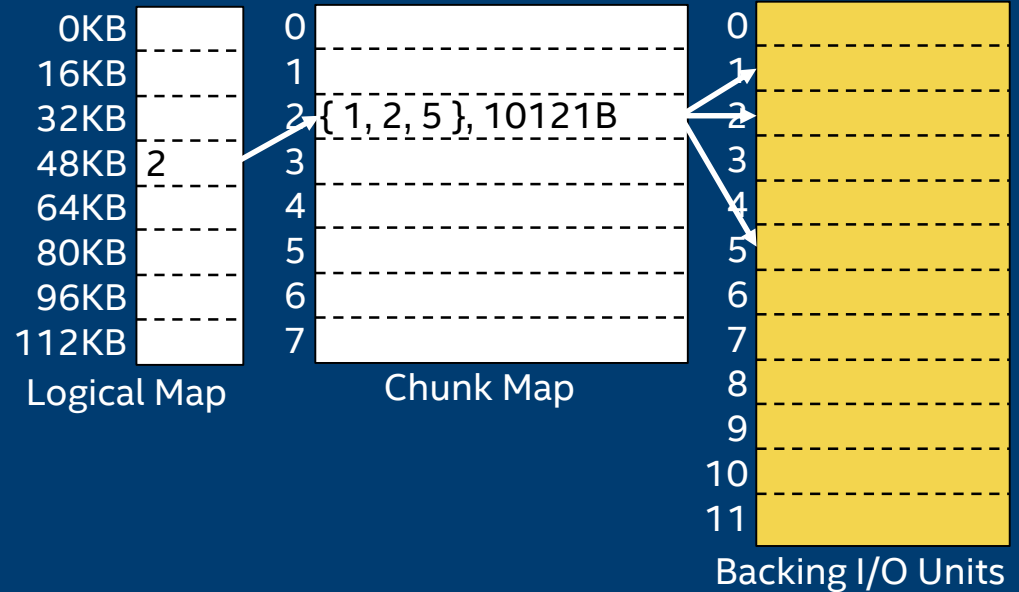 0KB
16KB
32KB
48KB
64KB
80KB
96KB
112KB
2
Logical Map
0
1
2
3
4
5
6
7
{ 1, 2, 5 }, 10121B
Chunk Map
0
1
2
3
4
5
6
7
8
9
10
11
Backing I/O Units